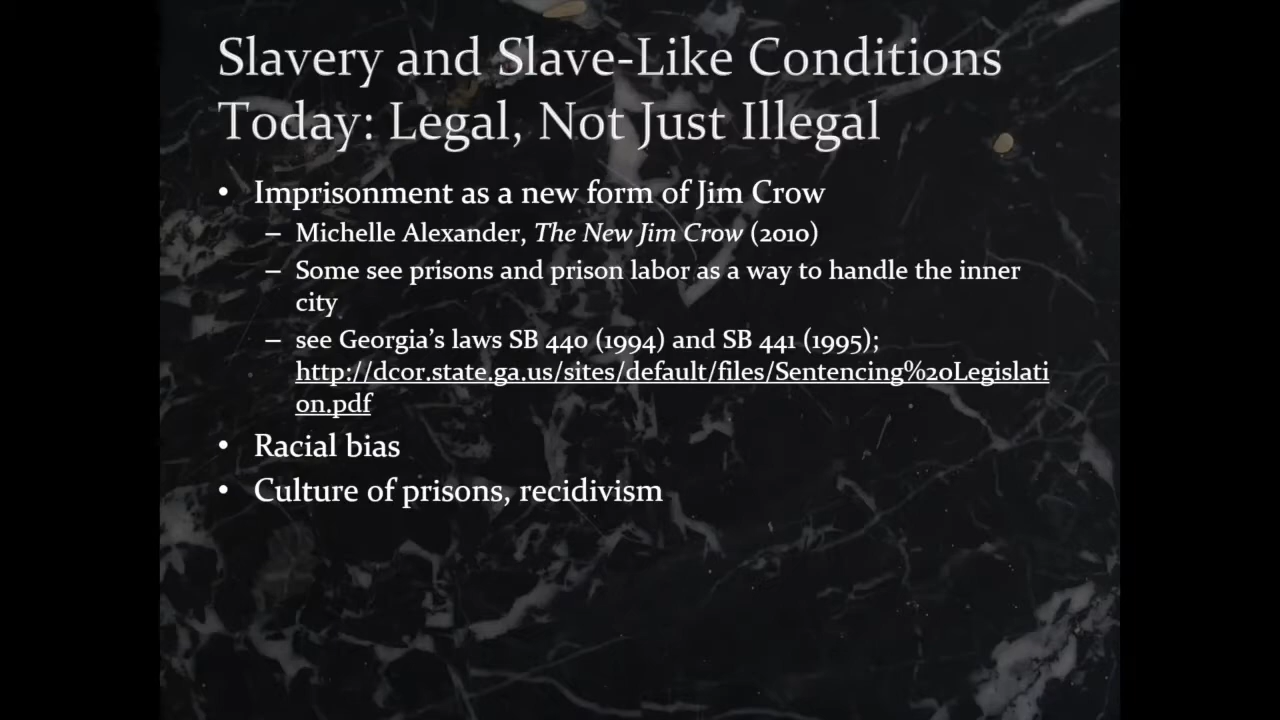 Slavery and Slave-Like Conditions
Today: Legal, Not Just Illegal
• Imprisonment as a new form of Jim Crow
– Michelle Alexander, The New Jim Crow (2010)
– Some see prisons and prison labor as a way to handle the inner
city
– see Georgia’s laws SB 440 (1994) and SB 441 (1995);
http://dcor.state.ga.us/sites/default/files/Sentencing%20Legislati
on.pdf
• Racial bias
• Culture of prisons, recidivism